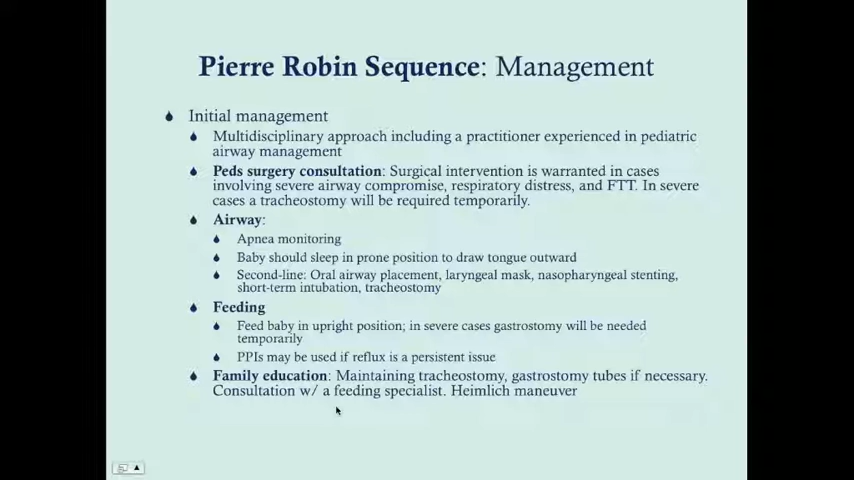 Pierre Robin Sequence: Management
Initial management
Multidisciplinary approach including a practitioner experienced in pediatric
airway management
Peds surgery consultation: Surgical intervention is warranted in cases
involving severe airway compromise, respiratory distress, and FTT. In severe
cases a tracheostomy will be required temporarily.
Airway:
Apnea monitoring
Baby should sleep in prone position to draw tongue outward
Second-line: Oral airway placement, laryngeal mask, nasopharyngeal stenting,
short-term intubation, tracheostomy
Feeding
Feed baby in upright position; in severe cases gastrostomy will be needed
temporarily
PPIs may be used if reflux is a persistent issue
Family education: Maintaining tracheostomy, gastrostomy tubes if necessary.
Consultation w/ a feeding specialist. Heimlich maneuver